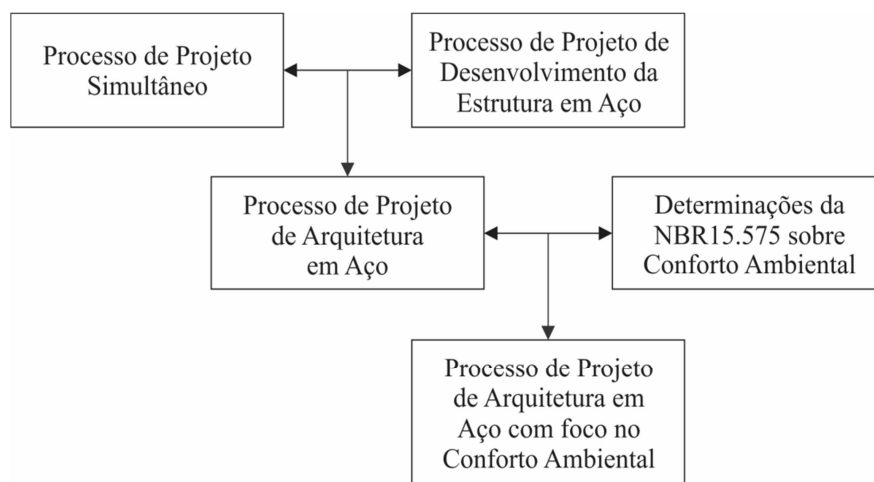 Processo de Projeto
Simultâneo
Processo de Projeto de
Desenvolvimento da
Estrutura em Aço
Processo de Projeto
de Arquitetura
em Aço
Determinações da
NBR15.575 sobre
Conforto Ambiental
Processo de Projeto
de Arquitetura em
Aço com foco no
Conforto Ambiental